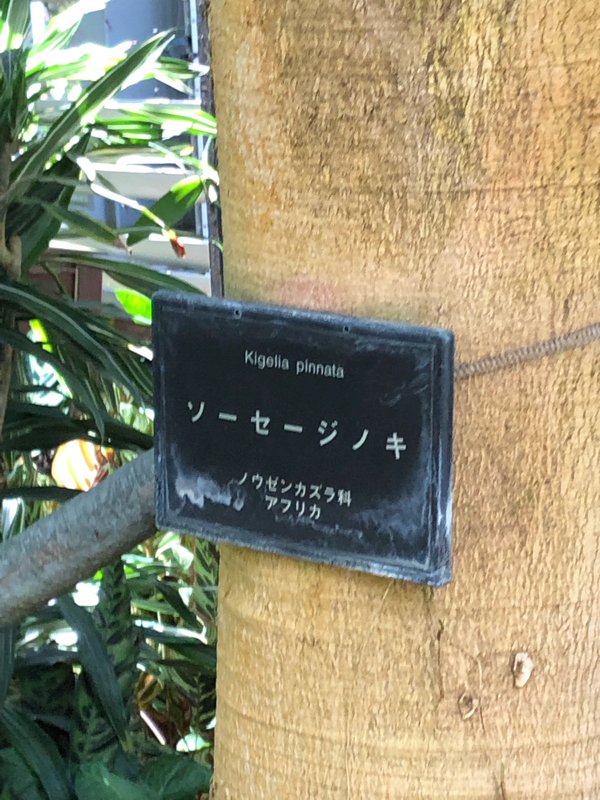 Kigelia pinnata
ソーセージノキ
ノウゼンカズラ科
アフリカ